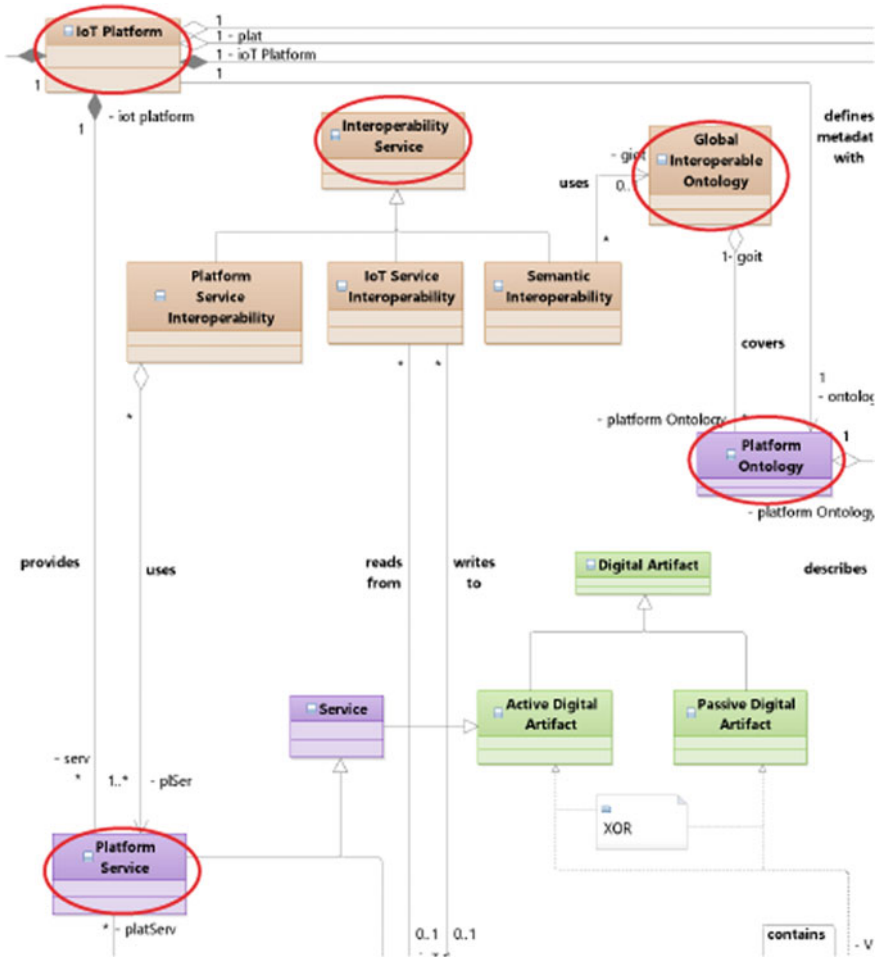 IoT Platform
1
1 - plat
1 - ioT Platform
1
1
1
- iot platform
Interoperability
Service
Global
Interoperable
Ontology
defines
metadat
with
uses
0..
*
Platform
Service
Interoperability
IoT Service
Interoperability
Semantic
Interoperability
1- goit
covers
*
*
*
1
- ontolog
- platform Ontology
*
1
Platform
Ontology
- platform Ontology
provides
uses
reads
from
writes
to
Digital Artifact
describes
Service
Active Digital
Artifact
Passive Digital
Artifact
- serv
*
1..*
- plSer
XOR
Platform
Service
* - platServ
0..1
0..1
contains
- V